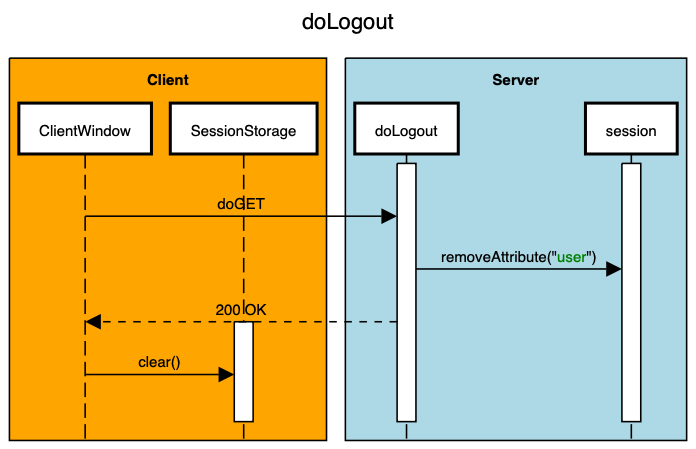 doLogout
Client
Server
ClientWindow
SessionStorage
doLogout
session
doGET
removeAttribute("user")
200 OK
clear()